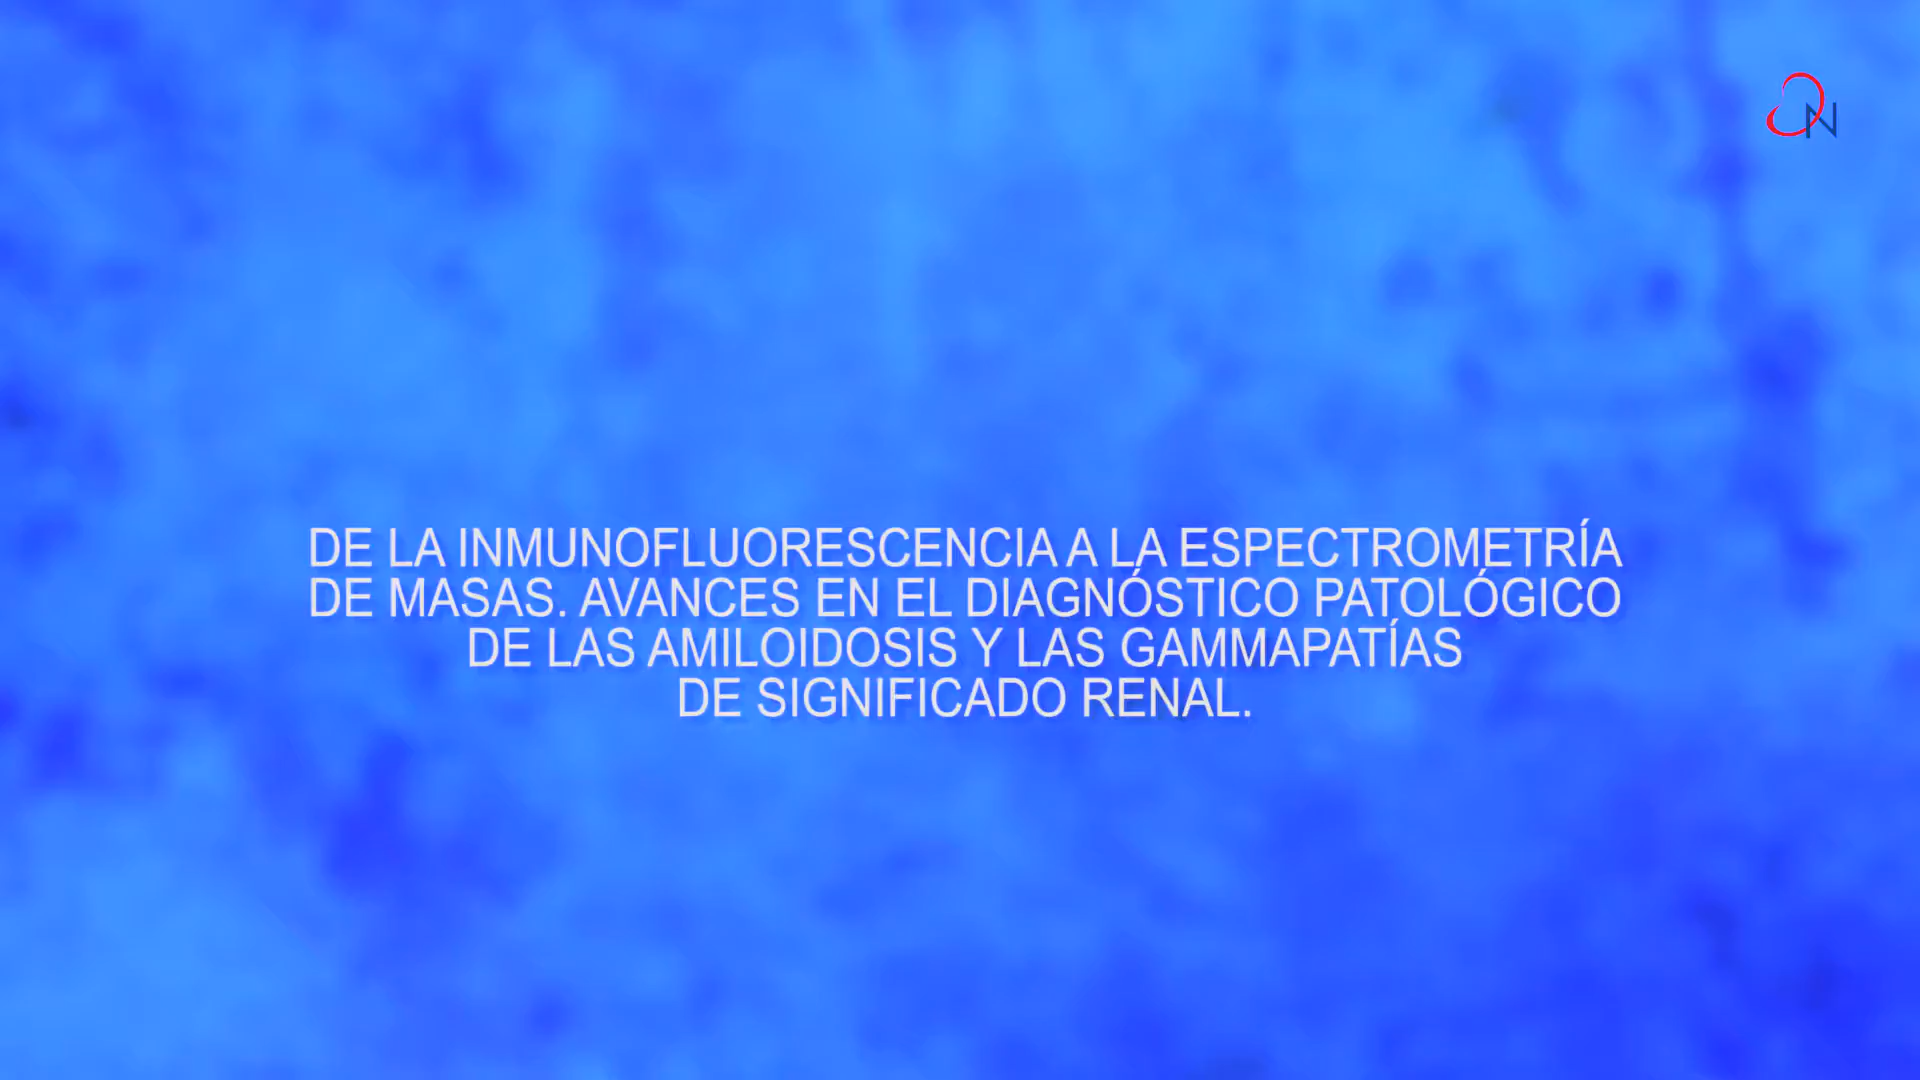 N
DE LA INMUNOFLUORESCENCIA A LA ESPECTROMETRÍA
DE MASAS. AVANCES EN EL DIAGNÓSTICO PATOLÓGICO
DE LAS AMILOIDOSIS Y LAS GAMMAPATÍAS
DE SIGNIFICADO RENAL.